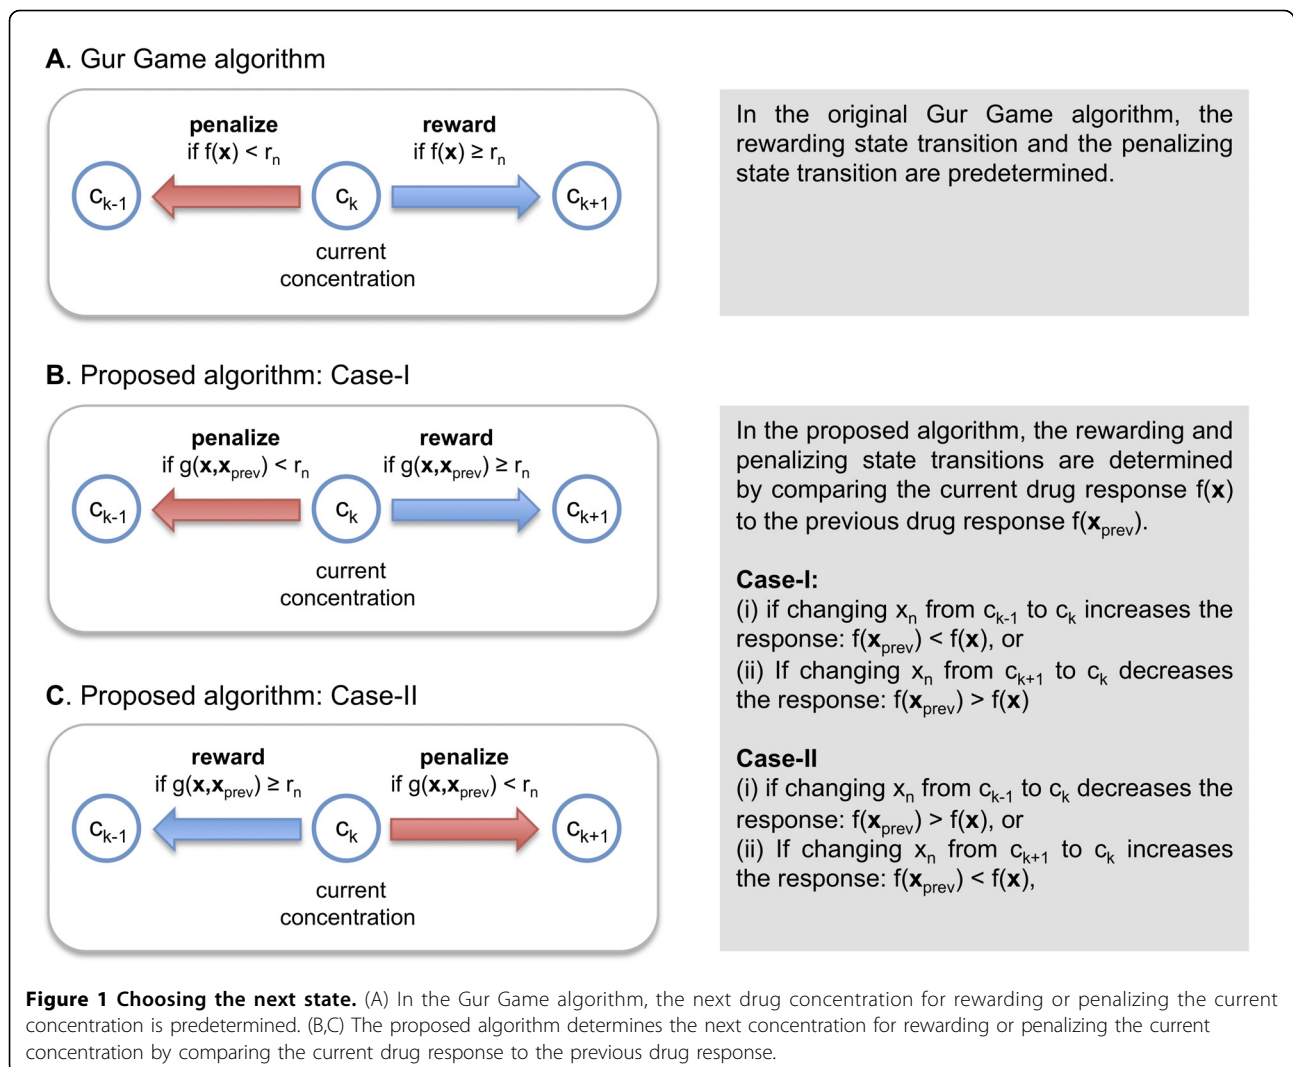 A. Gur Game algorithm
penalize
if f(x) < rn
reward
if f(x) ≥ rn
ck-1
ck
ck+1
current
concentration
In the original Gur Game algorithm, the
rewarding state transition and the penalizing
state transition are predetermined.
B. Proposed algorithm: Case-I
penalize
if g(x,xprev) < rn
reward
if g(x,xprev) ≥ rn
ck-1
ck
ck+1
current
concentration
C. Proposed algorithm: Case-II
reward
if g(x,xprev) ≥ rn
penalize
if g(x,xprev) < rn
ck-1
ck
ck+1
current
concentration
In the proposed algorithm, the rewarding and
penalizing state transitions are determined
by comparing the current drug response f(x)
to the previous drug response f(xprev).
Case-I:
(i) if changing xn from ck-1 to ck increases the
response: f(xprev) < f(x), or
(ii) If changing xn from ck+1 to ck decreases
the response: f(xprev) > f(x)
Case-II
(i) if changing xn from ck-1 to ck decreases the
response: f(xprev) > f(x), or
(ii) If changing xn from ck+1 to ck increases
the response: f(xprev) < f(x),
Figure 1 Choosing the next state. (A) In the Gur Game algorithm, the next drug concentration for rewarding or penalizing the current
concentration is predetermined. (B,C) The proposed algorithm determines the next concentration for rewarding or penalizing the current
concentration by comparing the current drug response to the previous drug response.